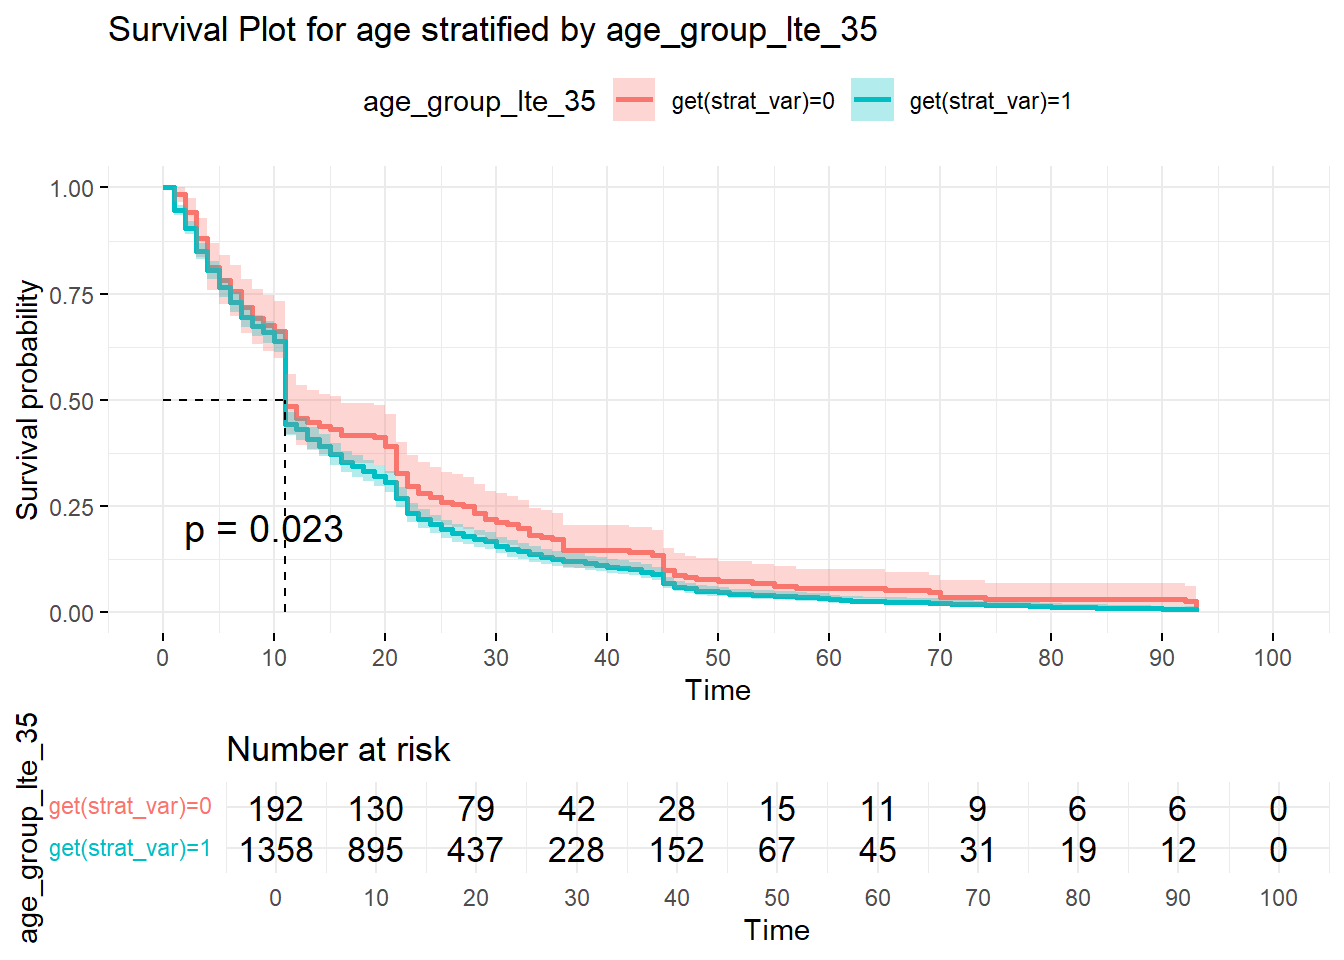 Survival Plot for age stratified by age_group_lte_35
age_group_lte_35 get(strat_var)=0 get(strat_var)=1
Survival probability
1.00
0.75
0.50
0.25
0.00
p = 0.023
0 10 20 30 40 50 60 70 80 90 100
Time
Number at risk
age_group_lte_35
get(strat_var)=0 192 130 79 42 28 15 11 9 6 6 0
get(strat_var)=1 1358 895 437 228 152 67 45 31 19 12 0
0 10 20 30 40 50 60 70 80 90 100
Time